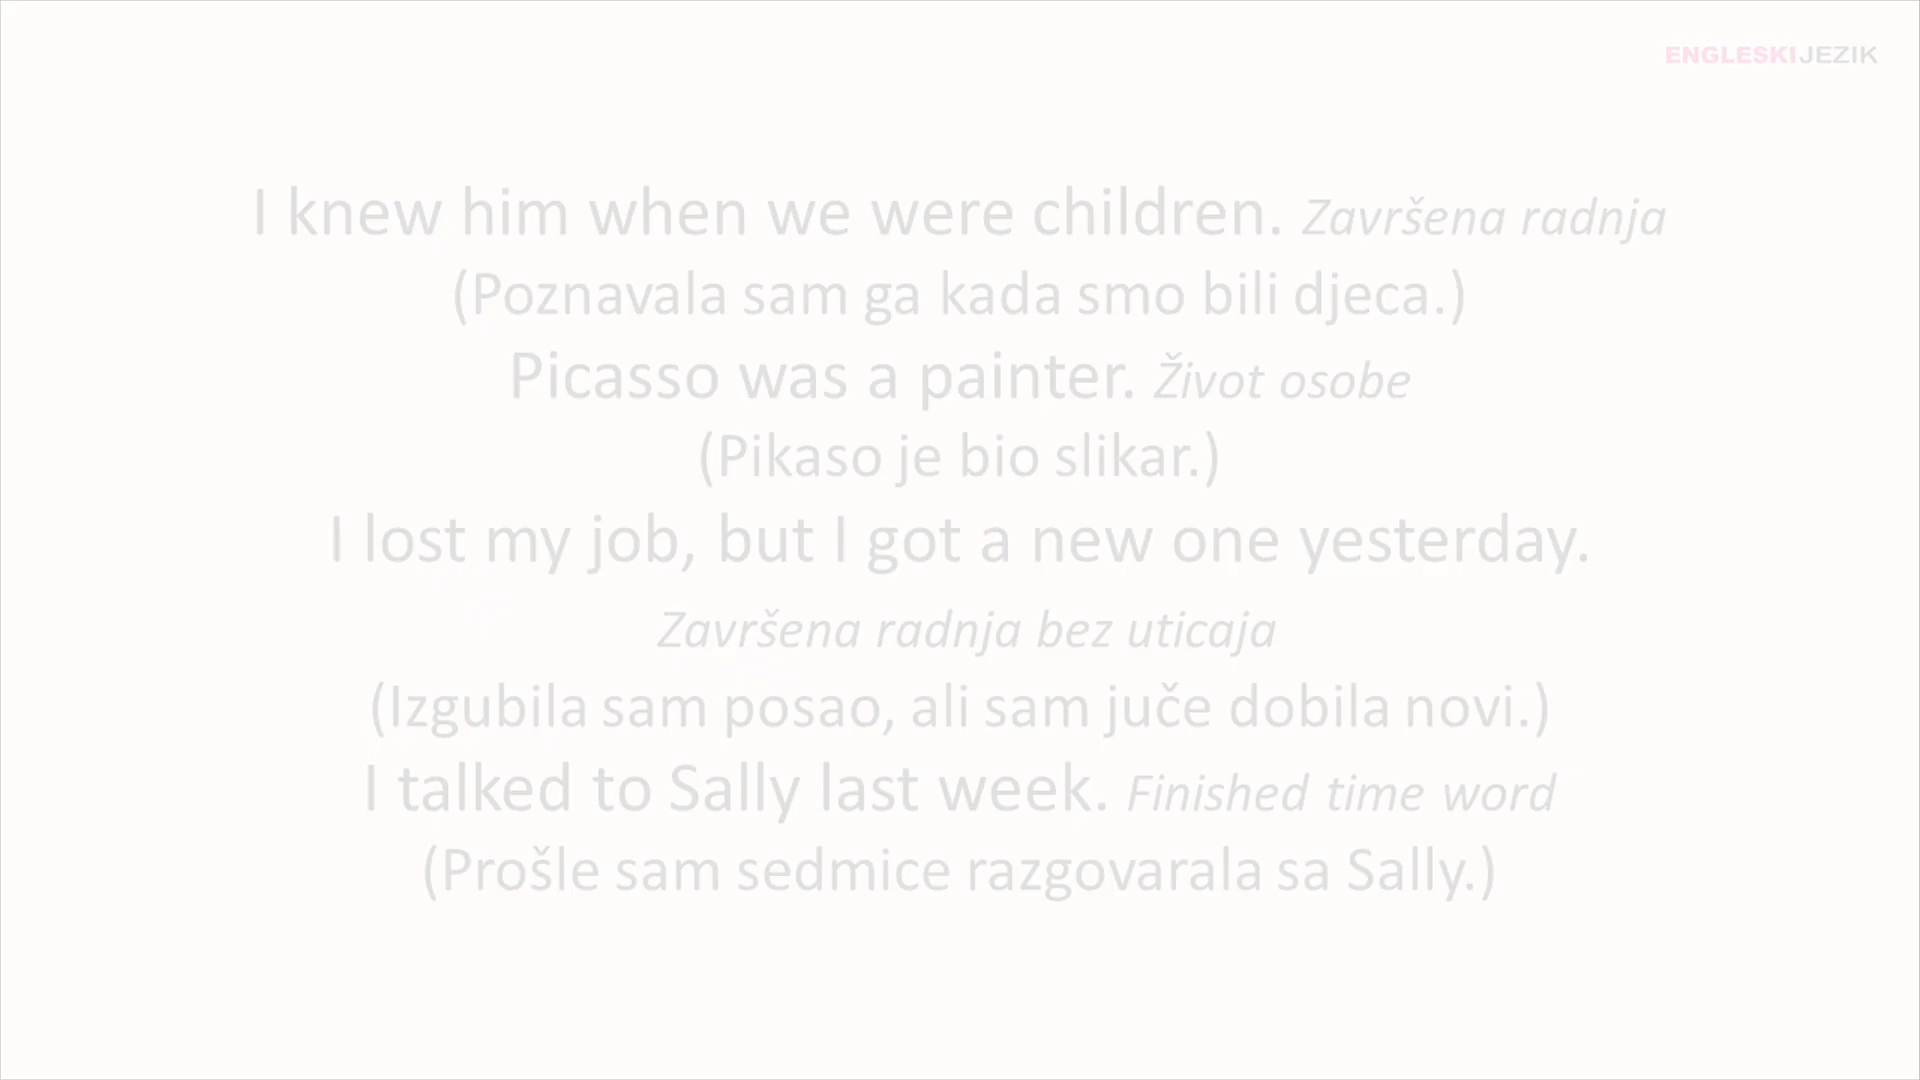 ENGLESKIJEZIK
I knew him when we were children. Završena radnja
(Poznavala sam ga kada smo bili djeca.)
Picasso was a painter. Život osobe
(Pikaso je bio slikar.)
I lost my job, but I got a new one yesterday.
Završena radnja bez uticaja
(Izgubila sam posao, ali sam juče dobila novi.)
I talked to Sally last week. Finished time word
(Prošle sam sedmice razgovarala sa Sally.)